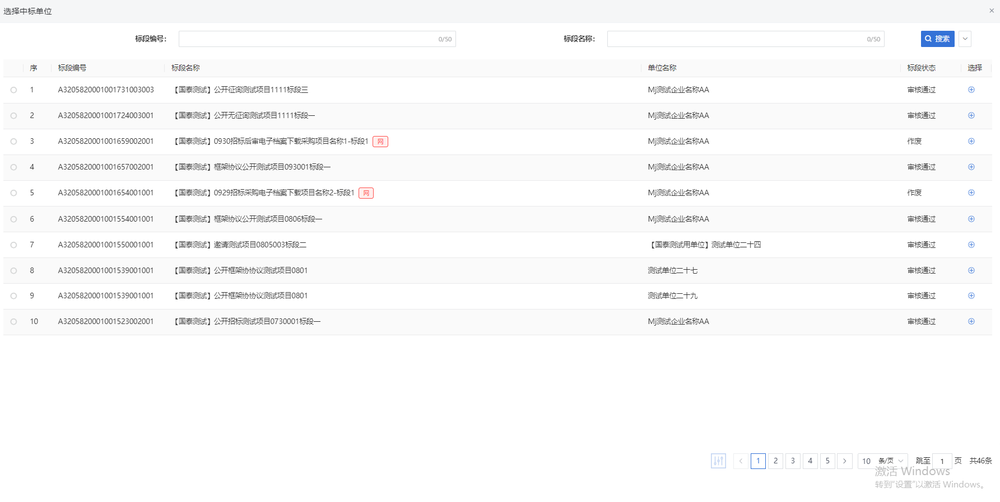 选择中标单位 ×
标段编号： 0/50 标段名称： 0/50 搜索
序 标段编号 标段名称 单位名称 标段状态 选择
1 A3205820001001731003003 【国泰测试】公开征询测试项目1111标段三 Mj测试企业名称AA 审核通过
2 A3205820001001724003001 【国泰测试】公开无征询测试项目1111标段一 Mj测试企业名称AA 审核通过
3 A3205820001001659002001 【国泰测试】0930招标后审电子档案下载采购项目名称1-标段1 网 Mj测试企业名称AA 作废
4 A3205820001001657002001 【国泰测试】框架协议公开测试项目093001标段一 Mj测试企业名称AA 审核通过
5 A3205820001001654001001 【国泰测试】0929招标采购电子档案下载项目名称2-标段1 网 Mj测试企业名称AA 作废
6 A3205820001001554001001 【国泰测试】框架协议公开测试项目0806标段一 Mj测试企业名称AA 审核通过
7 A3205820001001550001001 【国泰测试】邀请测试项目0805003标段二 【国泰测试用单位】测试单位二十四 审核通过
8 A3205820001001539001001 【国泰测试】公开框架协协议测试项目0801 测试单位二十七 审核通过
9 A3205820001001539001001 【国泰测试】公开框架协协议测试项目0801 测试单位二十九 审核通过
10 A3205820001001523002001 【国泰测试】公开招标测试项目0730001标段一 Mj测试企业名称AA 审核通过
1 2 3 4 5 10 条/页 跳至 1 页 共46条
激活 Windows
转到“设置”以激活 Windows。